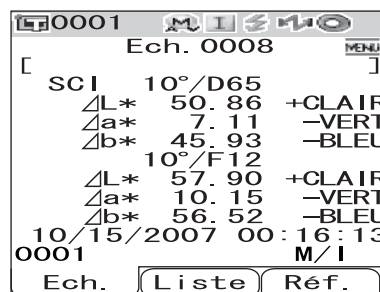 0001 M I
Ech. 0008 MENU
[ ]
SCI 10°/D65
⊿L* 50.86 +CLAIR
⊿a* 7.11 −VERT
⊿b* 45.93 −BLEU
10°/F12
⊿L* 57.90 +CLAIR
⊿a* 10.15 −VERT
⊿b* 56.52 −BLEU
10/15/2007 00:16:13
0001 M/I
Ech. Liste Réf.